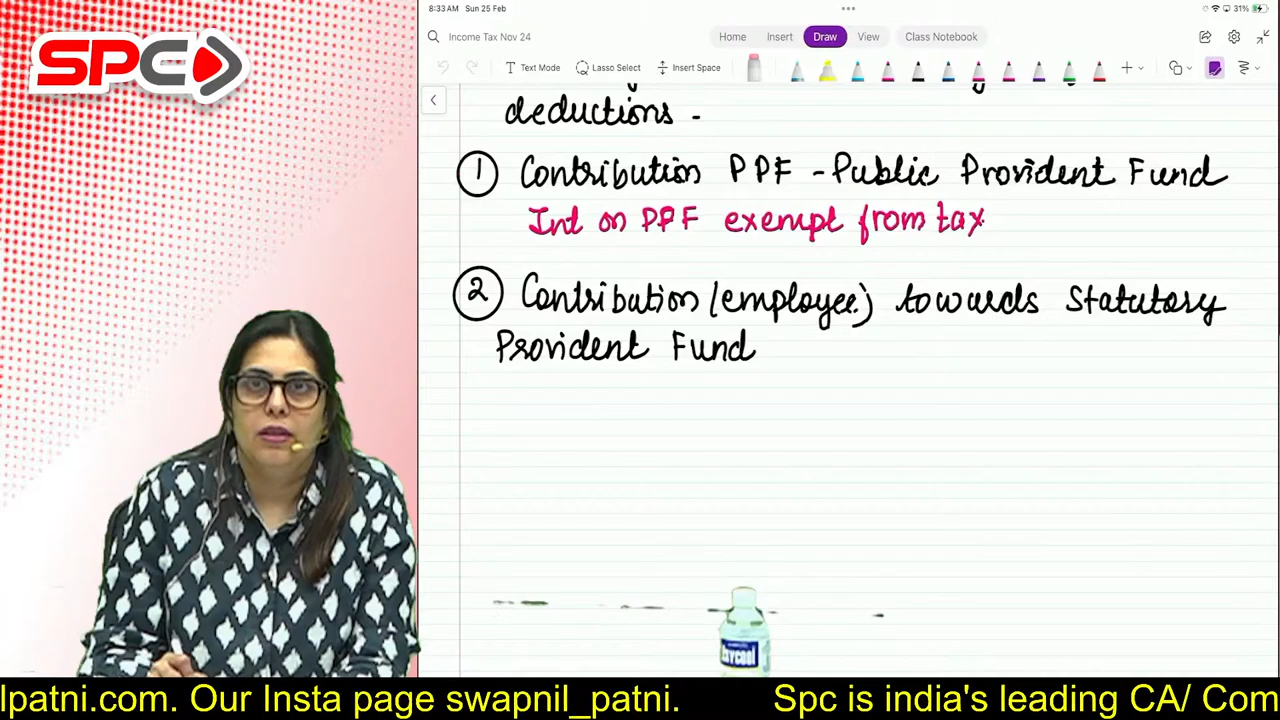 8:33 AM Sun 25 Feb
31%
SPC
Income Tax Nov 24
Home Insert Draw View Class Notebook
Text Mode Lasso Select Insert Space
deductions -
1 Contribution PPF - Public Provident Fund
Int on PPF exempt from tax
2 Contribution (employee) towards Statutory
Provident Fund
lpatni.com. Our Insta page swapnil_patni. Spc is india's leading CA/ Com